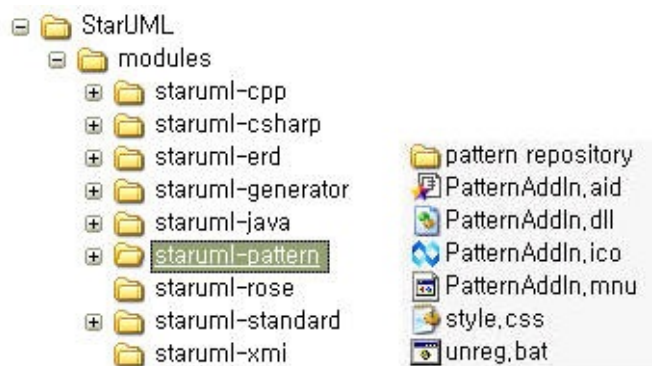 StarUML
modules
staruml-cpp
staruml-csharp
staruml-erd
staruml-generator
staruml-java
staruml-pattern
staruml-rose
staruml-standard
staruml-xmi
pattern repository
PatternAddIn.aid
PatternAddIn.dll
PatternAddIn.ico
PatternAddIn.mnu
style.css
unreg.bat